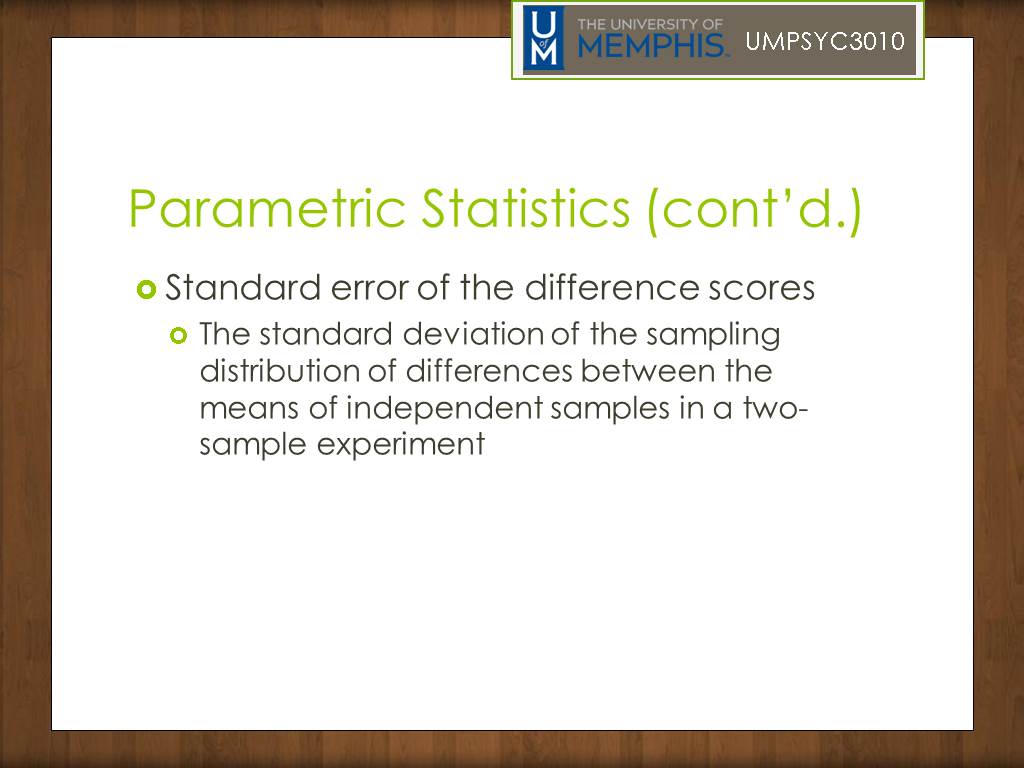 U
of
M
THE UNIVERSITY OF
MEMPHIS.™
UMPSYC3010
Parametric Statistics (cont’d.)
Standard error of the difference scores
The standard deviation of the sampling
distribution of differences between the
means of independent samples in a two-
sample experiment